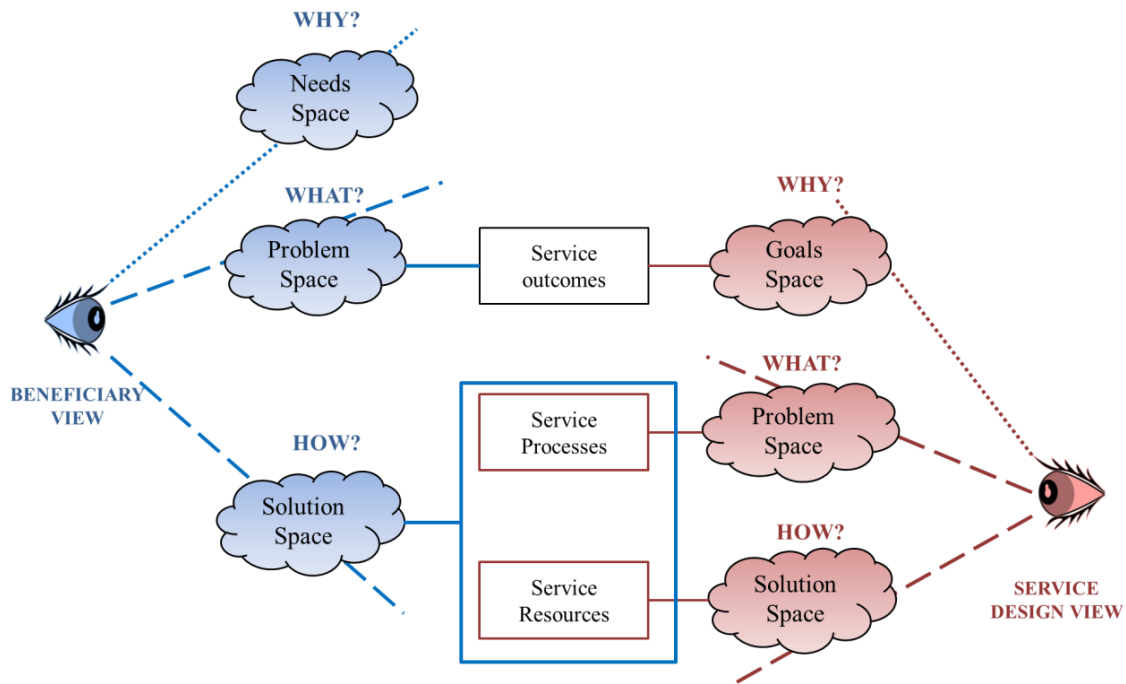 WHY?
Needs
Space
WHAT?
Problem
Space
Service
outcomes
WHY?
Goals
Space
BENEFICIARY
VIEW
HOW?
Solution
Space
Service
Processes
WHAT?
Problem
Space
Service
Resources
HOW?
Solution
Space
SERVICE
DESIGN VIEW